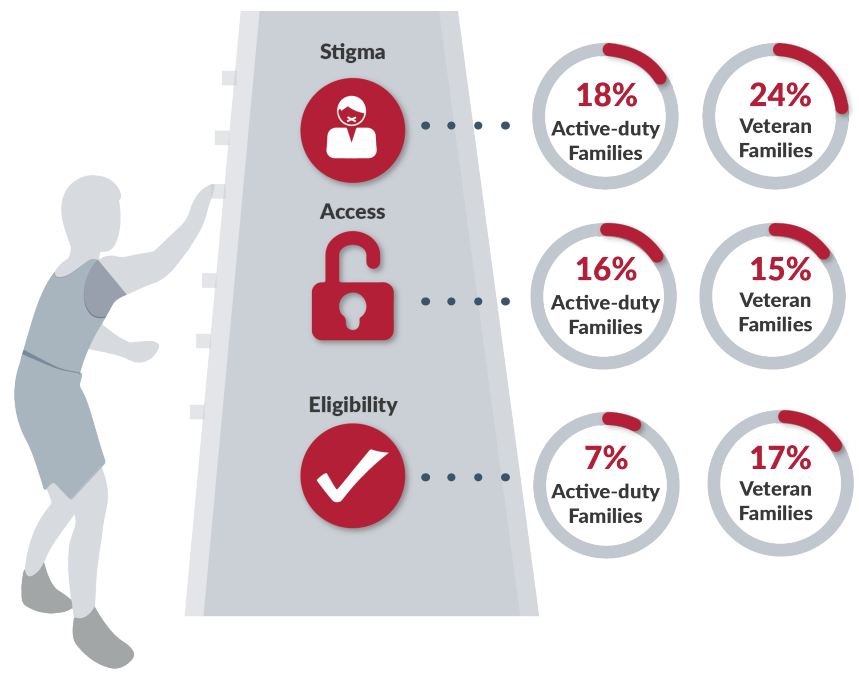 Stigma
18%
Active-duty
Families
24%
Veteran
Families
Access
16%
Active-duty
Families
15%
Veteran
Families
Eligibility
7%
Active-duty
Families
17%
Veteran
Families